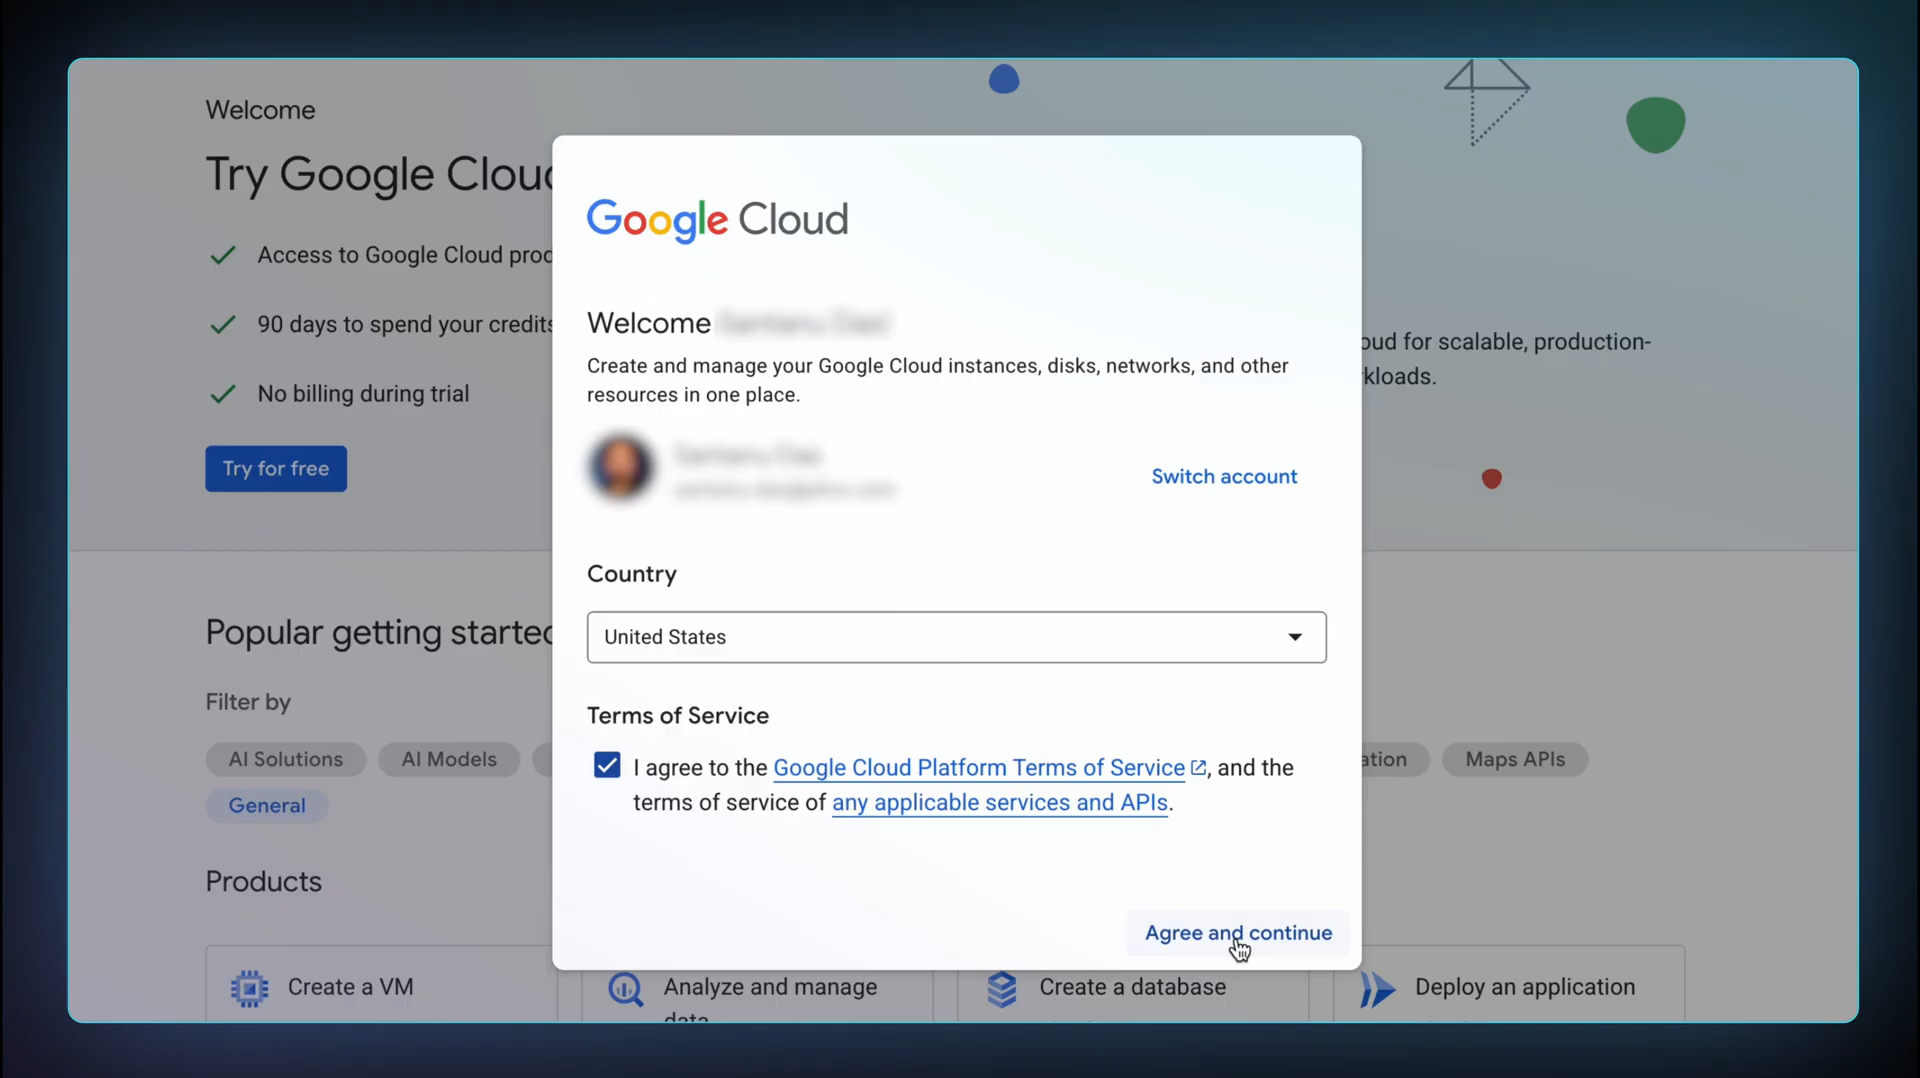 Welcome
Try Google Clou
Access to Google Cloud prod
90 days to spend your credits
No billing during trial
Try for free
oud for scalable, production-
kloads.
Google Cloud
Welcome
Create and manage your Google Cloud instances, disks, networks, and other
resources in one place.
Switch account
Country
United States
Terms of Service
I agree to the Google Cloud Platform Terms of Service, and the
terms of service of any applicable services and APIs.
Agree and continue
Popular getting started
Filter by
AI Solutions
AI Models
ation
Maps APIs
General
Products
Create a VM
Analyze and manage
data
Create a database
Deploy an application